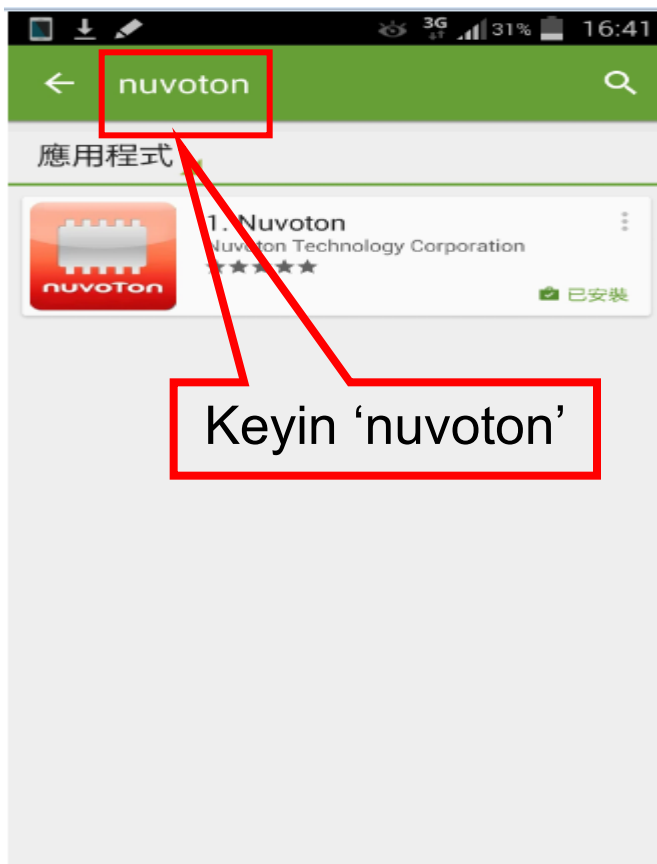 3G 31% 16:41
nuvoton
應用程式
1. Nuvoton
Nuvoton Technology Corporation
nuvoTon
已安裝
Keyin ‘nuvoton’